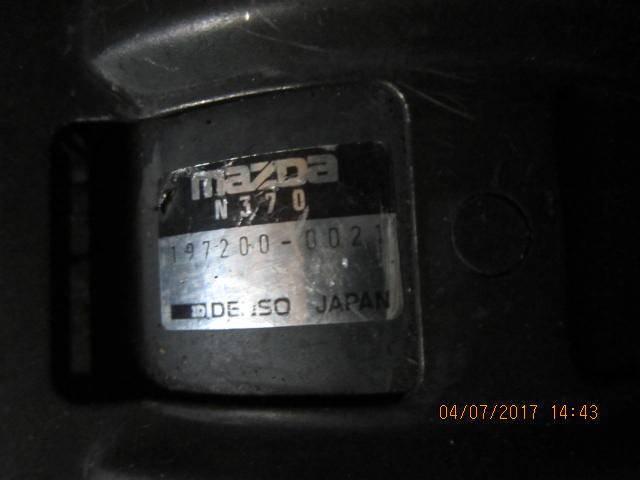 mazda
N370
197200-0021
DENSO JAPAN
04/07/2017 14:43